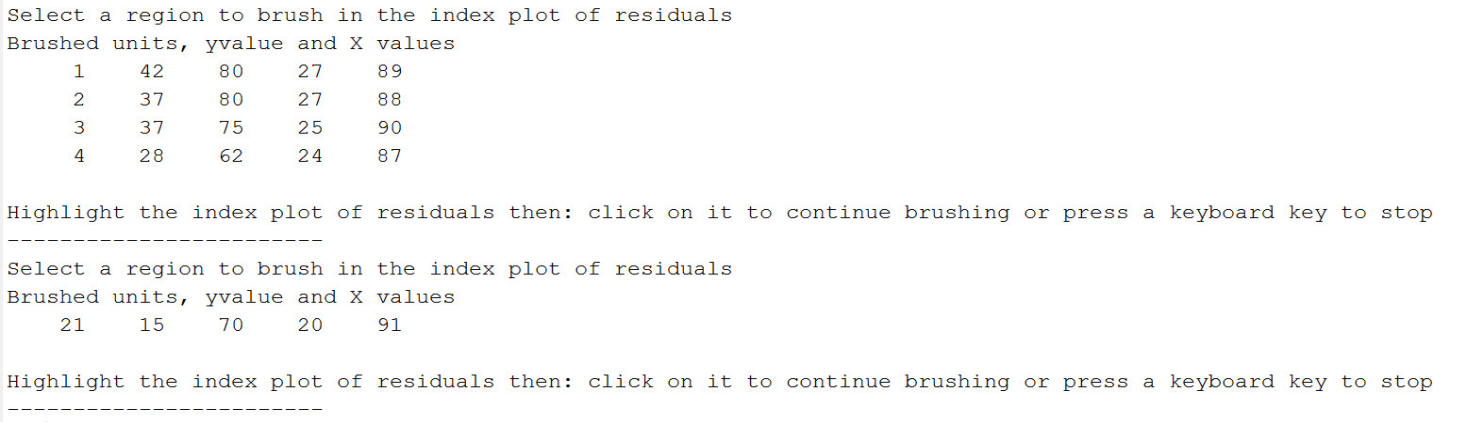 Select a region to brush in the index plot of residuals
Brushed units, yvalue and X values
1 42 80 27 89
2 37 80 27 88
3 37 75 25 90
4 28 62 24 87
Highlight the index plot of residuals then: click on it to continue brushing or press a keyboard key to stop
------------------------
Select a region to brush in the index plot of residuals
Brushed units, yvalue and X values
21 15 70 20 91
Highlight the index plot of residuals then: click on it to continue brushing or press a keyboard key to stop
------------------------